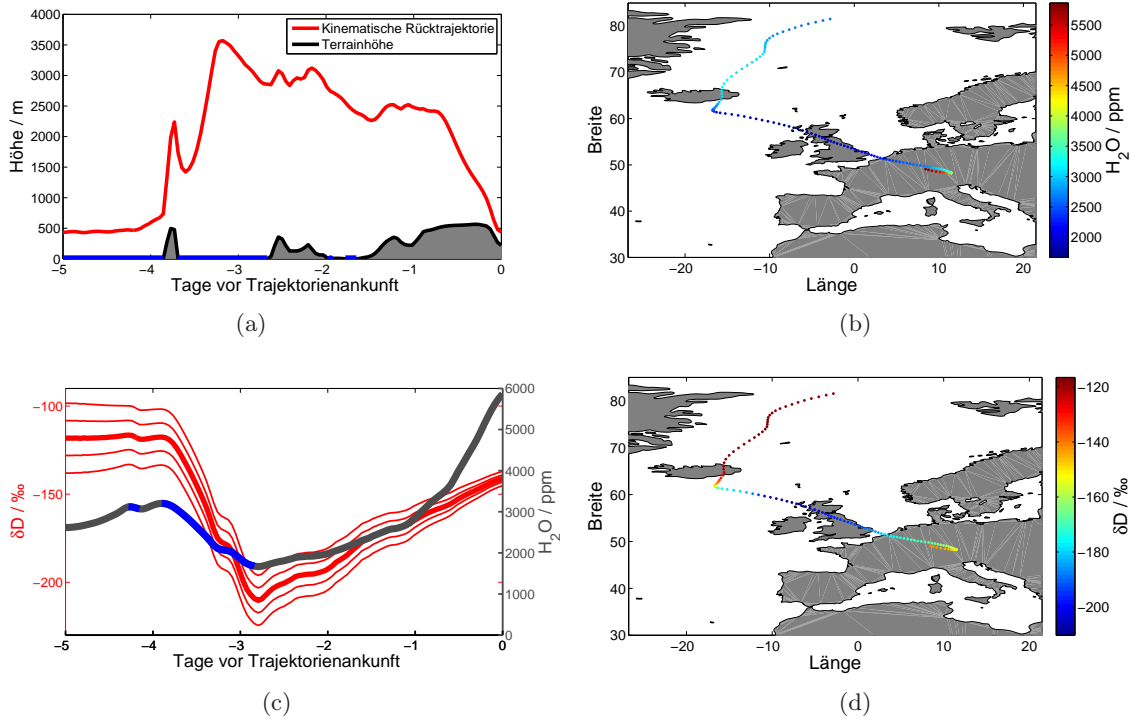 4000
3500
3000
2500
2000
1500
1000
500
0
Höhe / m
Kinematische Rücktrajektorie
Terrainhöhe
−5 −4 −3 −2 −1 0
Tage vor Trajektorienankunft
(a)
80
70
60
50
40
30
Breite
−20 −10 0 10 20
Länge
5500
5000
4500
4000
3500
3000
2500
2000
H₂O / ppm
(b)
−100
−150
−200
δD / ‰
6000
5000
4000
3000
2000
1000
0
H₂O / ppm
−5 −4 −3 −2 −1 0
Tage vor Trajektorienankunft
(c)
80
70
60
50
40
30
Breite
−20 −10 0 10 20
Länge
−120
−140
−160
−180
−200
δD / ‰
(d)